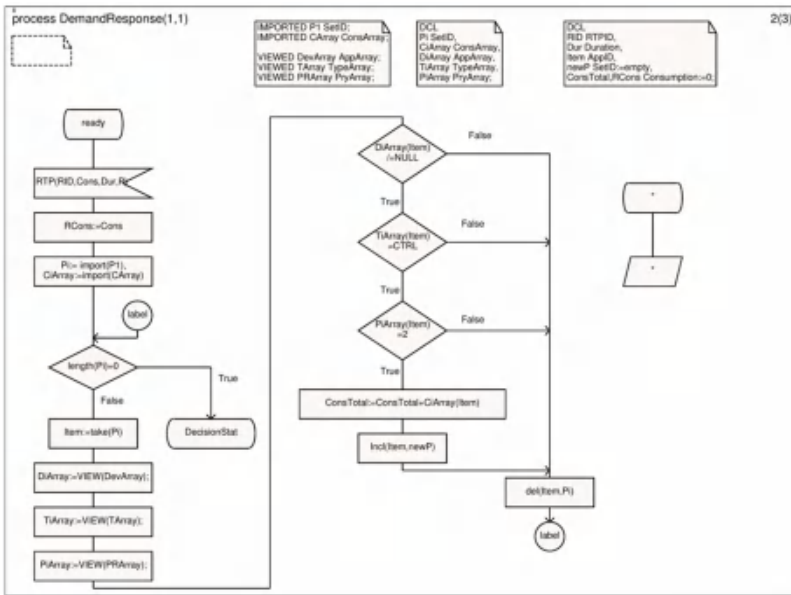 process DemandResponse(1,1)
2(3)
IMPORTED P1 SetID;
IMPORTED CArray ConsArray;
VIEWED DevArray AppArray;
VIEWED TArray TypeArray;
VIEWED PRArray PryArray;
DCL
Pi SetID,
CiArray ConsArray,
DiArray AppArray,
TiArray TypeArray,
PiArray PryArray;
DCL
RID RTPID,
Dur Duration,
Item AppID,
newP SetID:=empty,
ConsTotal,RCons Consumption:=0;
ready
RTP(RID,Cons,Dur,
RCons:=Cons
Pi:= import(P1),
CiArray:=import(CArray)
label
length(Pi)=0
True
False
Item:=take(Pi)
DecisionStat
DiArray:=VIEW(DevArray);
TiArray:=VIEW(TArray);
PiArray:=VIEW(PRArray);
DiArray(Item)
/=NULL
False
True
TiArray(Item)
=CTRL
False
True
PiArray(Item)
=2
False
True
ConsTotal:=ConsTotal+CiArray(Item)
Incl(Item,newP)
del(Item,Pi)
label
*
*